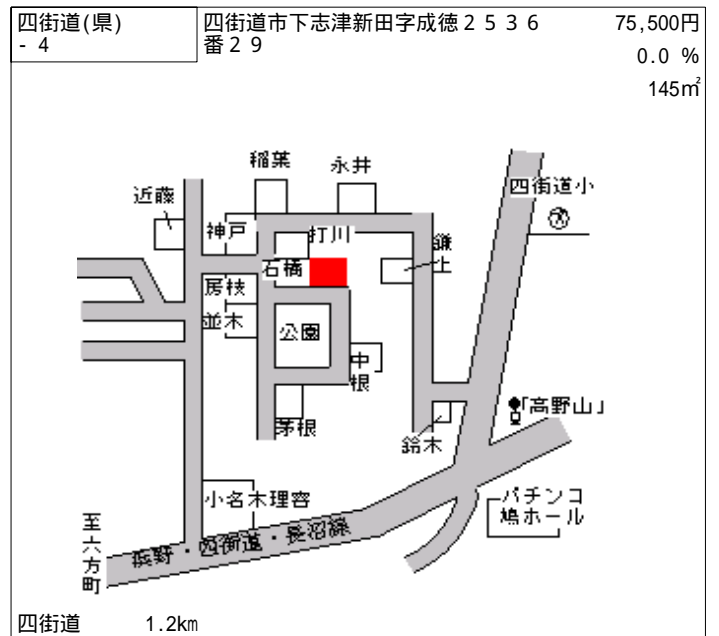 四街道(県)
- 4
四街道市下志津新田字成徳２５３６
番２９
75,500円
0.0 %
145㎡
稲葉
永井
近藤
四街道小
神戸
打川
鎌
上
石橋
房枝
並木
公園
中
根
「高野山」
茅根
鈴木
小名木理容
パチンコ
鳩ホール
至六方町
浜野・四街道・長沼線
四街道 1.2㎞